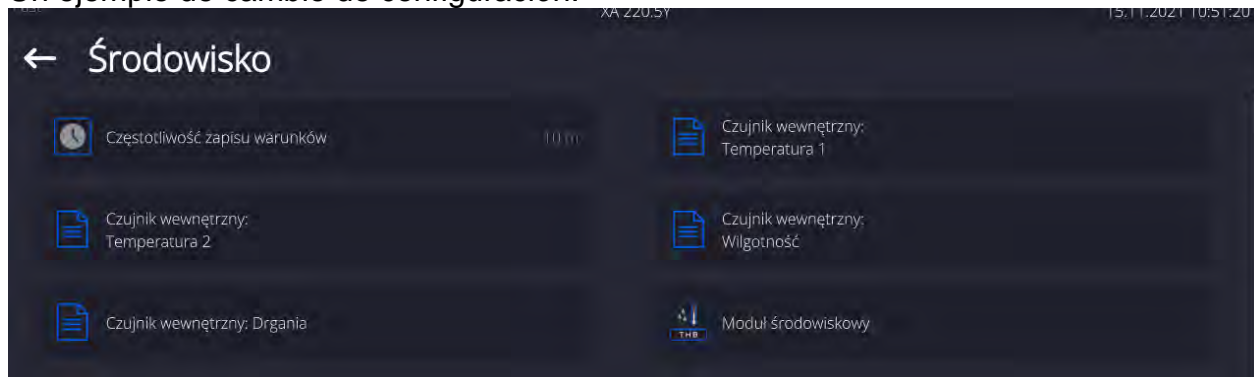 XA 220.5Y
15.11.2021 10:51:20
← Środowisko
Częstotliwość zapisu warunków
Czujnik wewnętrzny:
Temperatura 1
Czujnik wewnętrzny:
Temperatura 2
Czujnik wewnętrzny:
Wilgotność
Czujnik wewnętrzny: Drgania
THB
Moduł środowiskowy